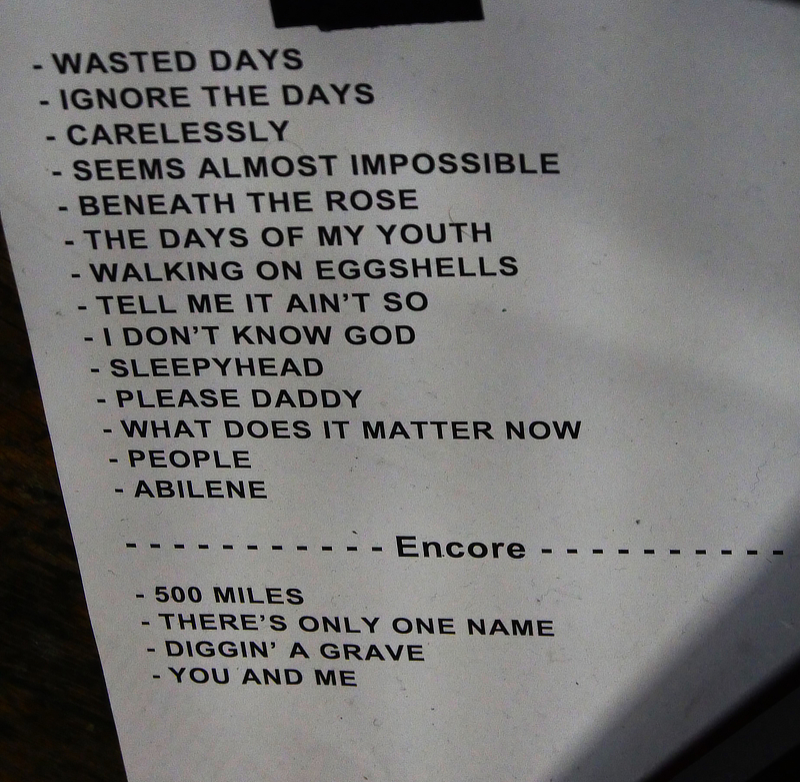 - WASTED DAYS
- IGNORE THE DAYS
- CARELESSLY
- SEEMS ALMOST IMPOSSIBLE
- BENEATH THE ROSE
- THE DAYS OF MY YOUTH
- WALKING ON EGGSHELLS
- TELL ME IT AIN'T SO
- I DON'T KNOW GOD
- SLEEPYHEAD
- PLEASE DADDY
- WHAT DOES IT MATTER NOW
- PEOPLE
- ABILENE
- - - - - - - - - - - Encore - - - - - - - - - -
- 500 MILES
- THERE'S ONLY ONE NAME
- DIGGIN' A GRAVE
- YOU AND ME